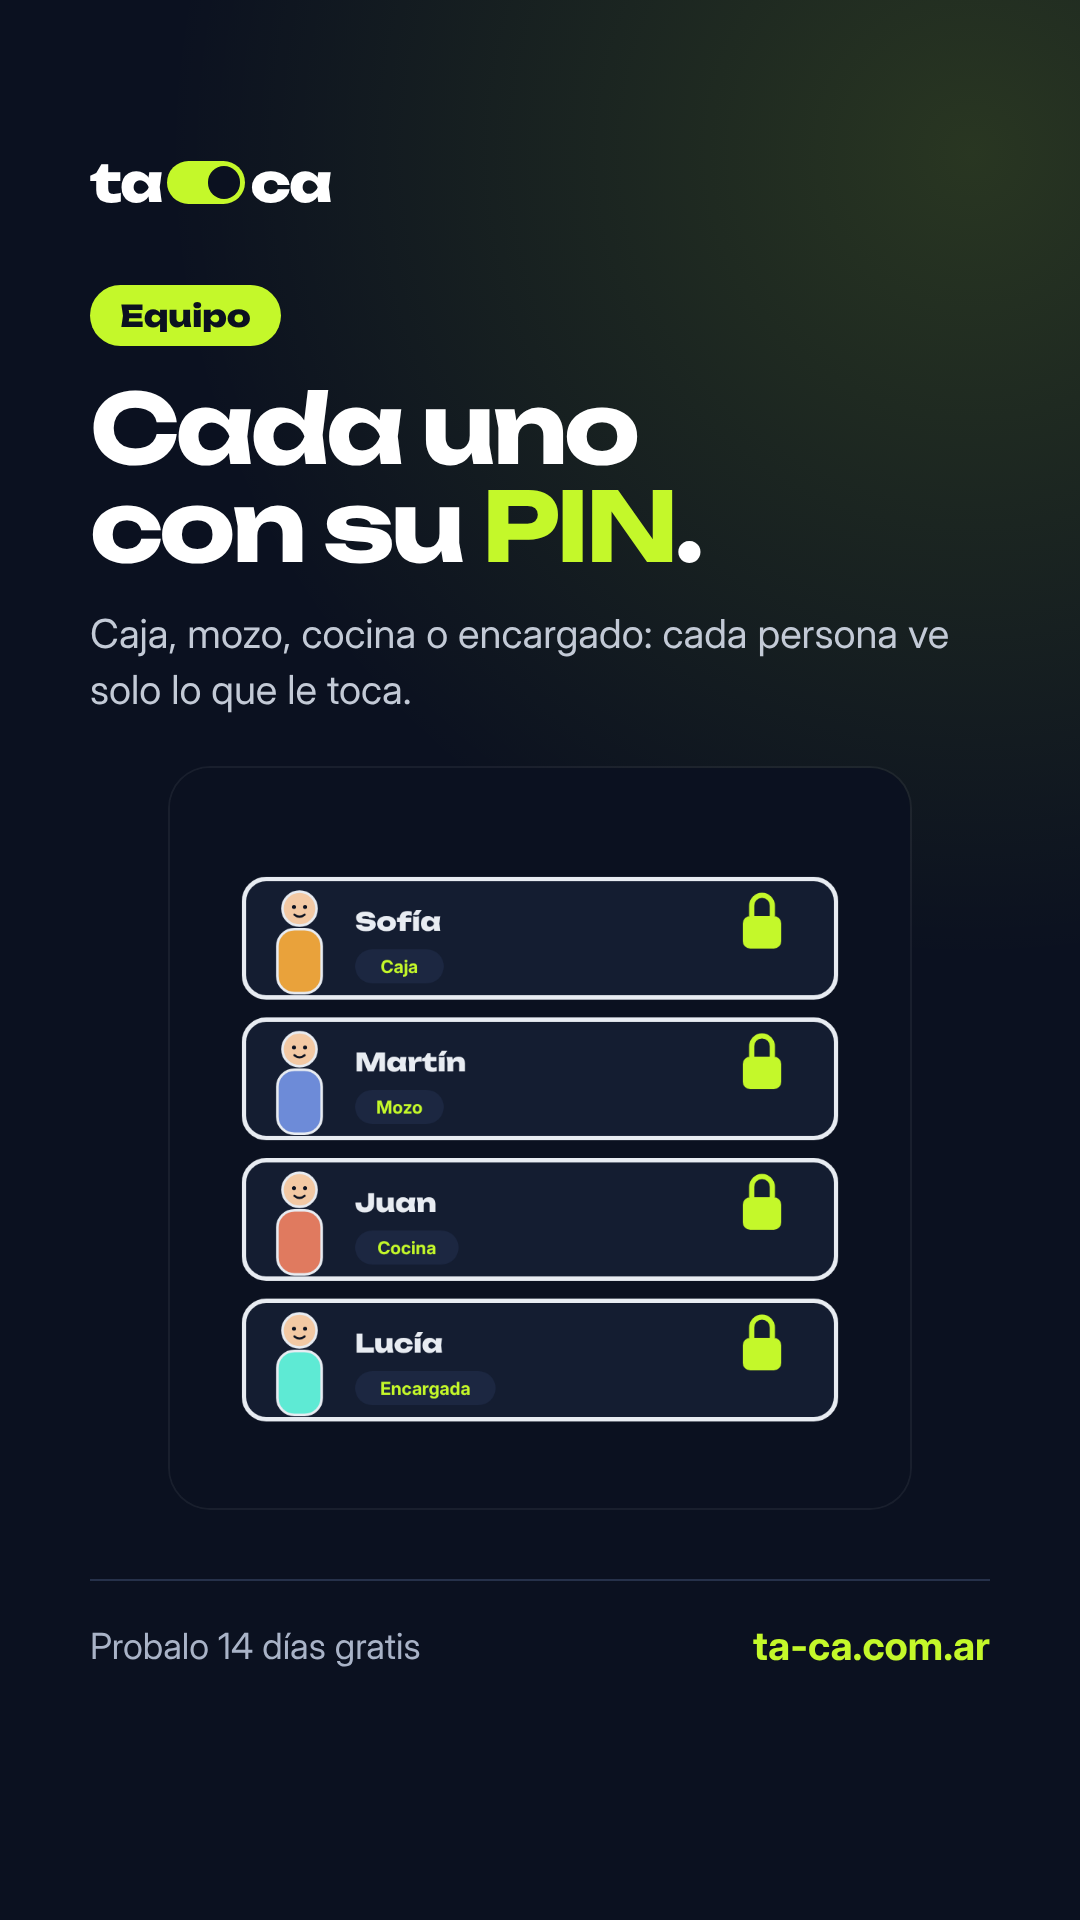 ta ca
Equipo
Cada uno
con su PIN.
Caja, mozo, cocina o encargado: cada persona ve
solo lo que le toca.
Sofía
Caja
Martín
Mozo
Juan
Cocina
Lucía
Encargada
Probalo 14 días gratis
ta-ca.com.ar